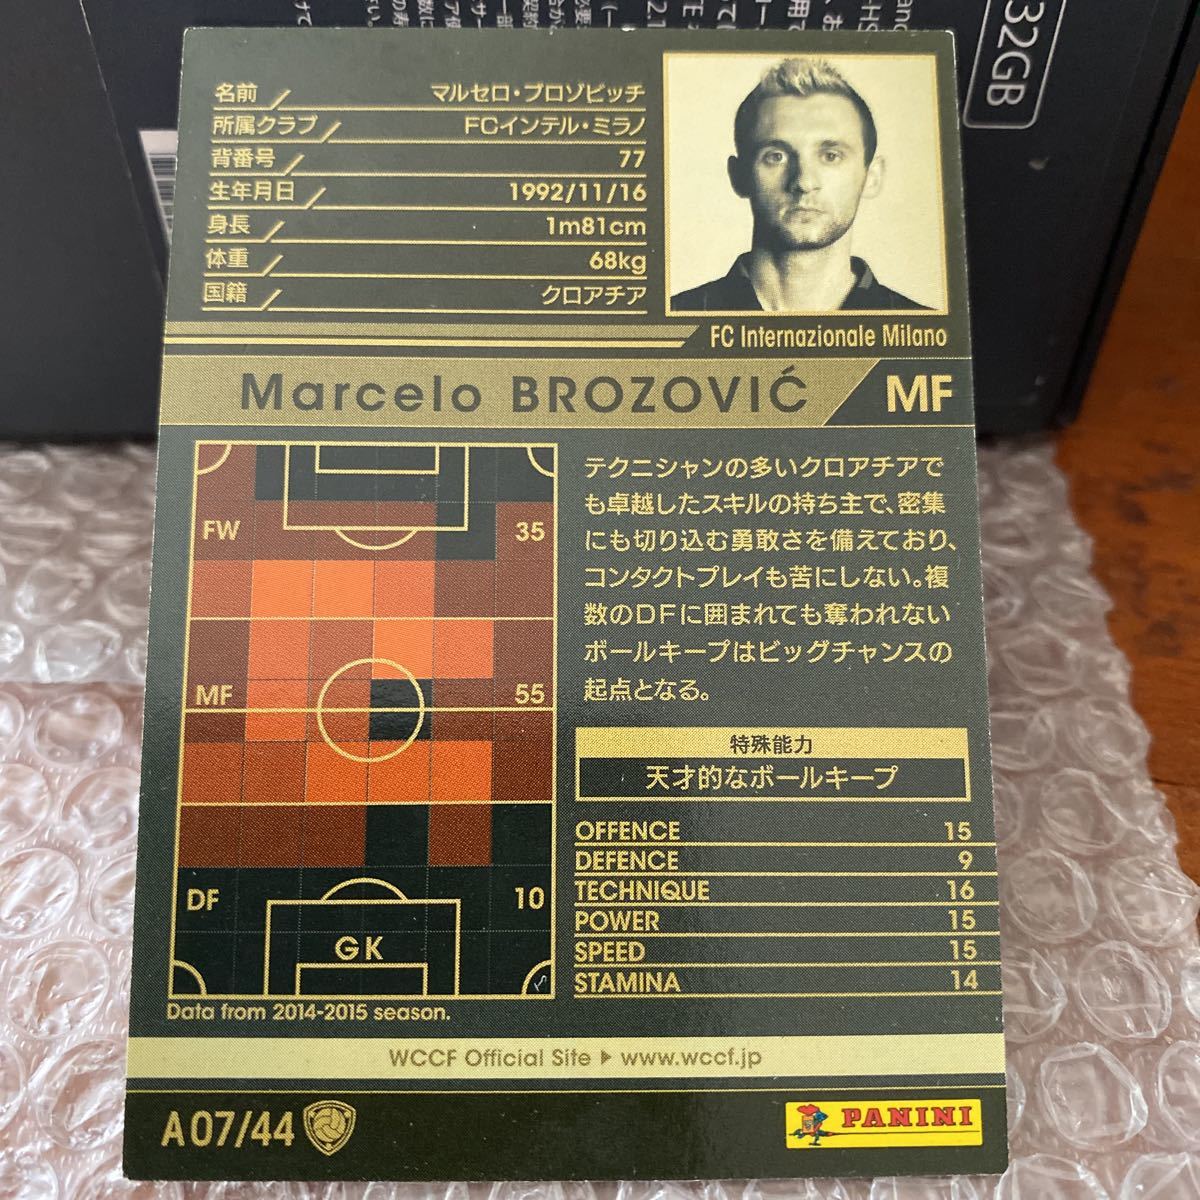 32GB
名前 マルセロ・ブロゾビッチ
所属クラブ FCインテル・ミラノ
背番号 77
生年月日 1992/11/16
身長 1m81cm
体重 68kg
国籍 クロアチア
FC Internazionale Milano
Marcelo BROZOVIĆ MF
FW 35
MF 55
DF 10
GK
Data from 2014-2015 season.
テクニシャンの多いクロアチアで
も卓越したスキルの持ち主で、密集
にも切り込む勇敢さを備えており、
コンタクトプレイも苦にしない。複
数のDFに囲まれても奪われない
ボールキープはビッグチャンスの
起点となる。
特殊能力
天才的なボールキープ
OFFENCE 15
DEFENCE 9
TECHNIQUE 16
POWER 15
SPEED 15
STAMINA 14
WCCF Official Site ▶ www.wccf.jp
A07/44
PANINI